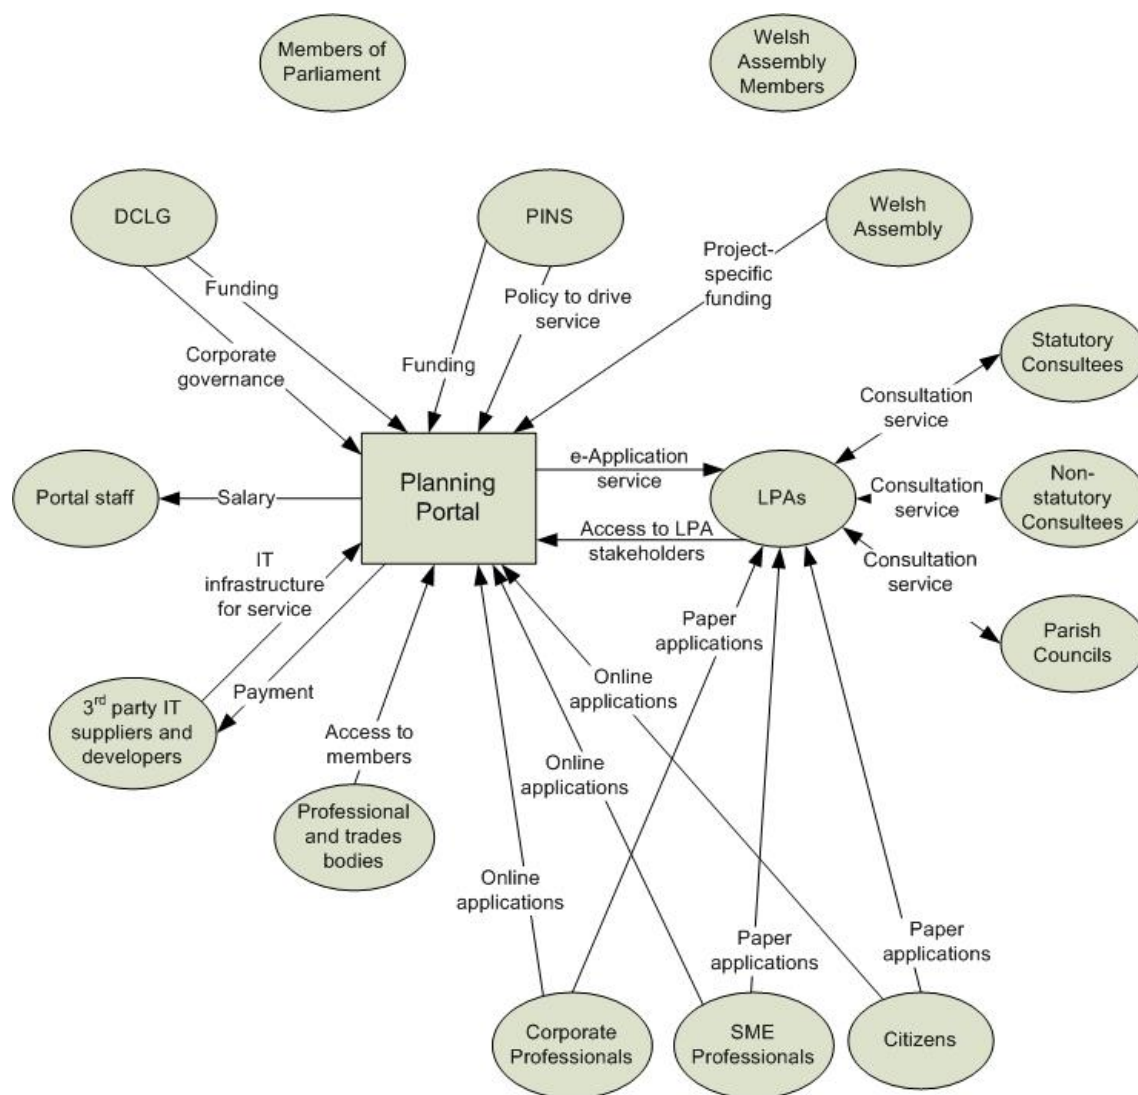 Members of
Parliament
Welsh
Assembly
Members
DCLG
PINS
Welsh
Assembly
Funding
Policy to drive
service
Project-
specific
funding
Corporate
governance
Funding
Statutory
Consultees
Consultation
service
Portal staff
Salary
Planning
Portal
e-Application
service
LPAs
Consultation
service
Non-
statutory
Consultees
Access to LPA
stakeholders
Consultation
service
IT
infrastructure
for service
Paper
applications
Parish
Councils
3rd party IT
suppliers and
developers
Payment
Online
applications
Access to
members
Online
applications
Professional
and trades
bodies
Online
applications
Paper
applications
Paper
applications
Corporate
Professionals
SME
Professionals
Citizens